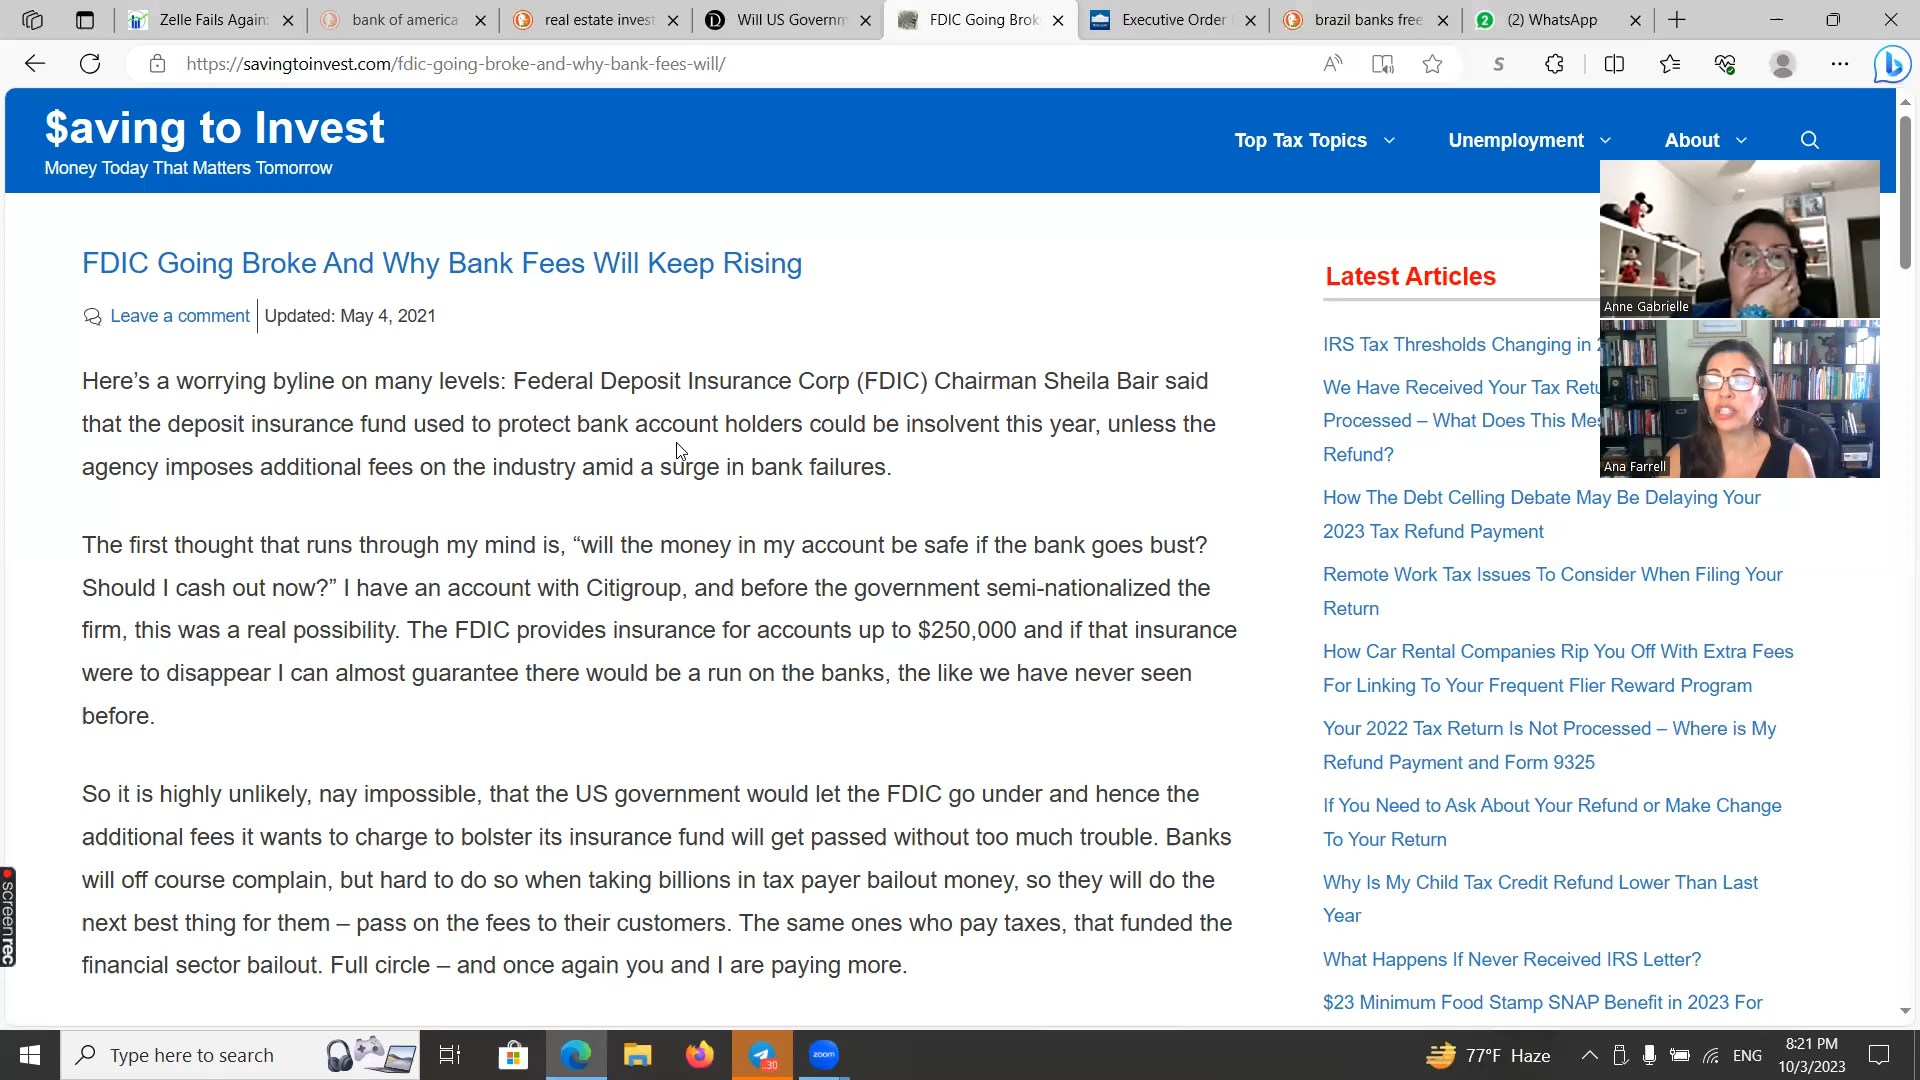 Zelle Fails Again:
bank of america
real estate invest
Will US Governm
FDIC Going Brok
Executive Order
brazil banks free
(2) WhatsApp
https://savingtoinvest.com/fdic-going-broke-and-why-bank-fees-will/
$aving to Invest
Money Today That Matters Tomorrow
Top Tax Topics
Unemployment
About
FDIC Going Broke And Why Bank Fees Will Keep Rising
Leave a comment
Updated: May 4, 2021
Here’s a worrying byline on many levels: Federal Deposit Insurance Corp (FDIC) Chairman Sheila Bair said
that the deposit insurance fund used to protect bank account holders could be insolvent this year, unless the
agency imposes additional fees on the industry amid a surge in bank failures.
The first thought that runs through my mind is, “will the money in my account be safe if the bank goes bust?
Should I cash out now?” I have an account with Citigroup, and before the government semi-nationalized the
firm, this was a real possibility. The FDIC provides insurance for accounts up to $250,000 and if that insurance
were to disappear I can almost guarantee there would be a run on the banks, the like we have never seen
before.
So it is highly unlikely, nay impossible, that the US government would let the FDIC go under and hence the
additional fees it wants to charge to bolster its insurance fund will get passed without too much trouble. Banks
will off course complain, but hard to do so when taking billions in tax payer bailout money, so they will do the
next best thing for them – pass on the fees to their customers. The same ones who pay taxes, that funded the
financial sector bailout. Full circle – and once again you and I are paying more.
Latest Articles
IRS Tax Thresholds Changing in
We Have Received Your Tax Retu
Processed – What Does This Mes
Refund?
How The Debt Celling Debate May Be Delaying Your
2023 Tax Refund Payment
Remote Work Tax Issues To Consider When Filing Your
Return
How Car Rental Companies Rip You Off With Extra Fees
For Linking To Your Frequent Flier Reward Program
Your 2022 Tax Return Is Not Processed – Where is My
Refund Payment and Form 9325
If You Need to Ask About Your Refund or Make Change
To Your Return
Why Is My Child Tax Credit Refund Lower Than Last
Year
What Happens If Never Received IRS Letter?
$23 Minimum Food Stamp SNAP Benefit in 2023 For
Anne Gabrielle
Ana Farrell
screenrec
Type here to search
zoom
30
77°F Haze
ENG
8:21 PM
10/3/2023